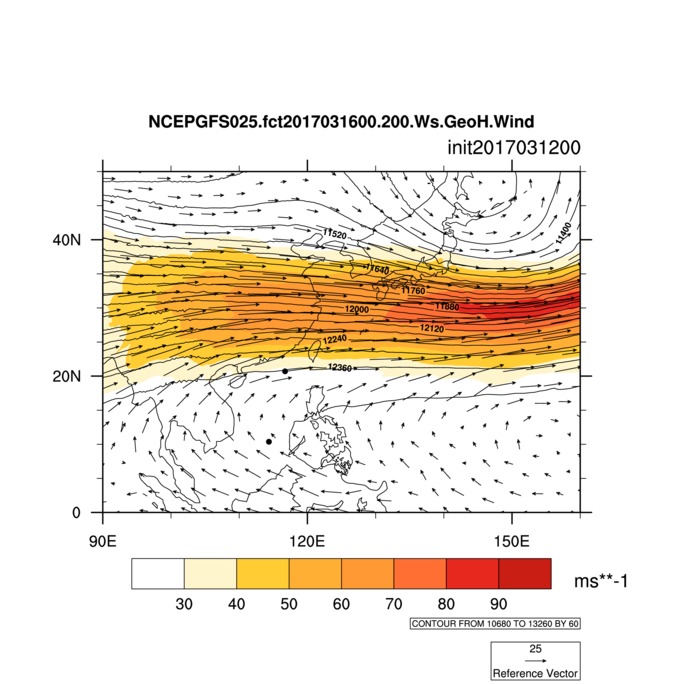 NCEPGFS025.fct2017031600.200.Ws.GeoH.Wind
init2017031200
40N
20N
0
11520
11400
11640
11760
11880
12000
12120
12240
12360
90E 120E 150E
30 40 50 60 70 80 90
ms**-1
CONTOUR FROM 10680 TO 13260 BY 60
25
Reference Vector